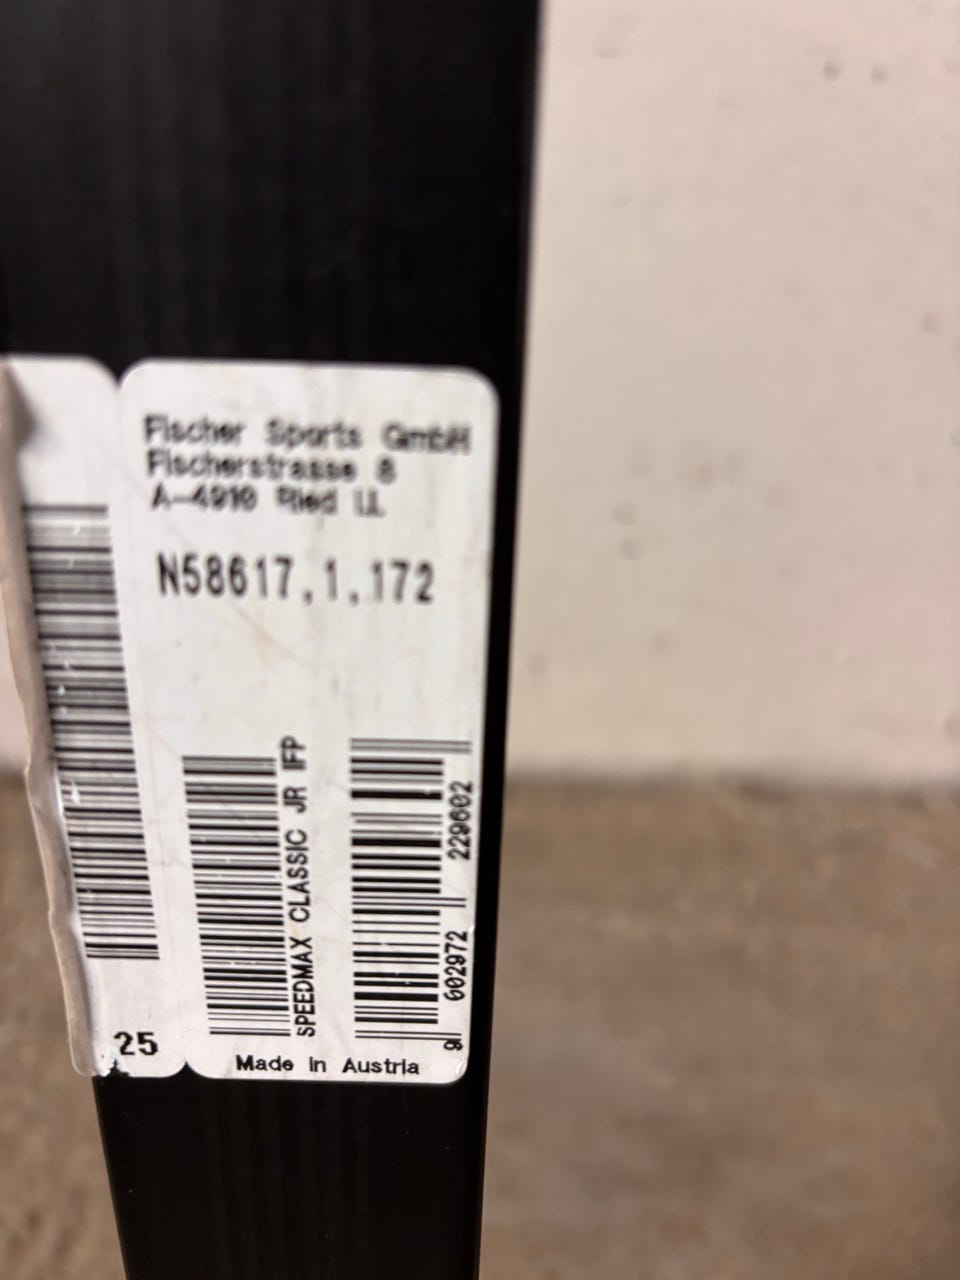 Fischer Sports GmbH
Fischerstrasse 8
A-4910 Ried I.I.
N58617,1,172
SPEEDMAX CLASSIC JR IFP
9 002972 229602
Made in Austria
25